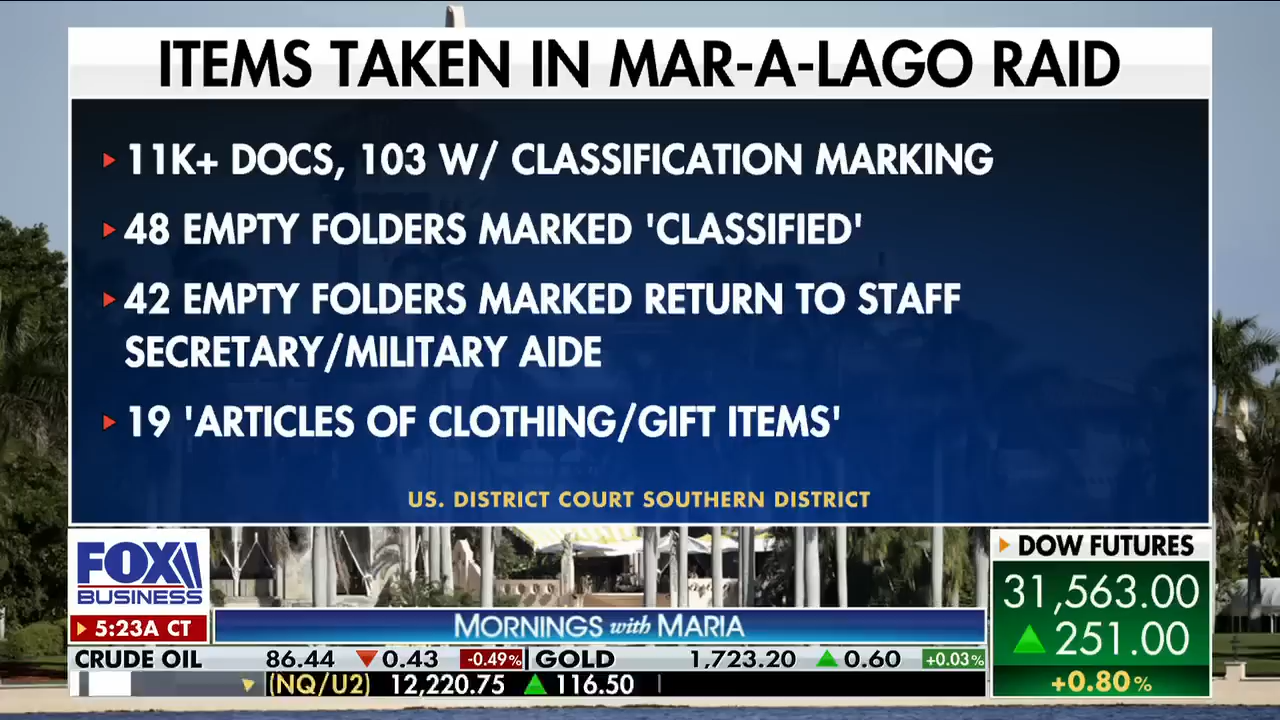 ITEMS TAKEN IN MAR-A-LAGO RAID
11K+ DOCS, 103 W/ CLASSIFICATION MARKING
48 EMPTY FOLDERS MARKED 'CLASSIFIED'
42 EMPTY FOLDERS MARKED RETURN TO STAFF
SECRETARY/MILITARY AIDE
19 'ARTICLES OF CLOTHING/GIFT ITEMS'
US. DISTRICT COURT SOUTHERN DISTRICT
FOX
BUSINESS
5:23A CT
MORNINGS with MARIA
DOW FUTURES
31,563.00
251.00
+0.80%
CRUDE OIL 86.44 0.43 -0.49% GOLD 1,723.20 0.60 +0.03%
(NQ/U2) 12,220.75 116.50